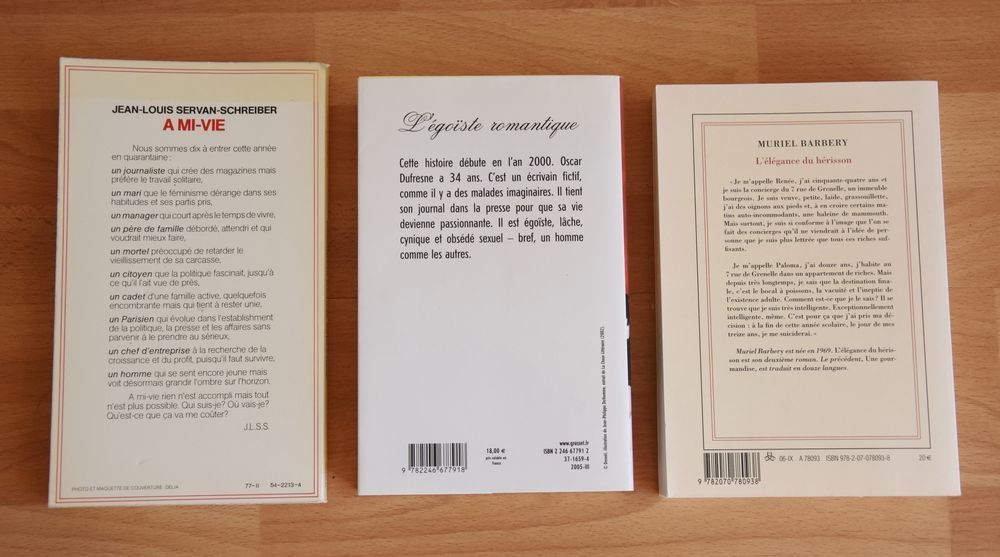 JEAN-LOUIS SERVAN-SCHREIBER
A MI-VIE
Nous sommes dix à entrer cette année
en quarantaine :
un journaliste qui crée des magazines mais
préfère le travail solitaire,
un mari que le féminisme dérange dans ses
habitudes et ses partis pris,
un manager qui court après le temps de vivre,
un père de famille débordé, attendri et qui
voudrait mieux faire,
un mortel préoccupé de retarder le
vieillissement de sa carcasse,
un citoyen que la politique fascinait, jusqu'à
ce qu'il l'ait vue de près,
un cadet d'une famille active, quelquefois
encombrante mais qui tient à rester unie,
un Parisien qui évolue dans l'establishment
de la politique, la presse et les affaires sans
parvenir à le prendre au sérieux,
un chef d'entreprise à la recherche de la
croissance et du profit, puisqu'il faut survivre,
un homme qui se sent encore jeune mais
voit désormais grandir l'ombre sur l'horizon.
A mi-vie rien n'est accompli mais tout
n'est plus possible. Qui suis-je? Où vais-je?
Qu'est-ce que ça va me coûter?
J.L.S.S.
PHOTO ET MAQUETTE DE COUVERTURE : DELIA
77-II 54-2213-4
L'égoïste romantique
Cette histoire débute en l'an 2000. Oscar
Dufresne a 34 ans. C'est un écrivain fictif,
comme il y a des malades imaginaires. Il tient
son journal dans la presse pour que sa vie
devienne passionnante. Il est égoïste, lâche,
cynique et obsédé sexuel – bref, un homme
comme les autres.
9 782246 677918
18,00 €
prix valable en
France
www.grasset.fr
ISBN 2 246 67791 2
37-1659-4
2005-III
MURIEL BARBERY
L'élégance du hérisson
« Je m'appelle Renée, j'ai cinquante-quatre ans et
je suis la concierge du 7 rue de Grenelle, un immeuble
bourgeois. Je suis veuve, petite, laide, grassouillette,
j'ai des oignons aux pieds et, à en croire certains ma-
tins auto-incommodants, une haleine de mammouth.
Mais surtout, je suis si conforme à l'image que l'on se
fait des concierges qu'il ne viendrait à l'idée de per-
sonne que je suis plus lettrée que tous ces riches suf-
fisants.
Je m'appelle Paloma, j'ai douze ans, j'habite au
7 rue de Grenelle dans un appartement de riches. Mais
depuis très longtemps, je sais que la destination fina-
le, c'est le bocal à poissons, la vacuité et l'ineptie de
l'existence adulte. Comment est-ce que je le sais ? Il se
trouve que je suis très intelligente. Exceptionnellement
intelligente, même. C'est pour ça que j'ai pris ma dé-
cision : à la fin de cette année scolaire, le jour de mes
treize ans, je me suiciderai. »
Muriel Barbery est née en 1969. L'élégance du héris-
son est son deuxième roman. Le précédent, Une gour-
mandise, est traduit en douze langues.
06-IX A 78093 ISBN 978-2-07-078093-8 20 €
9 782070 780938